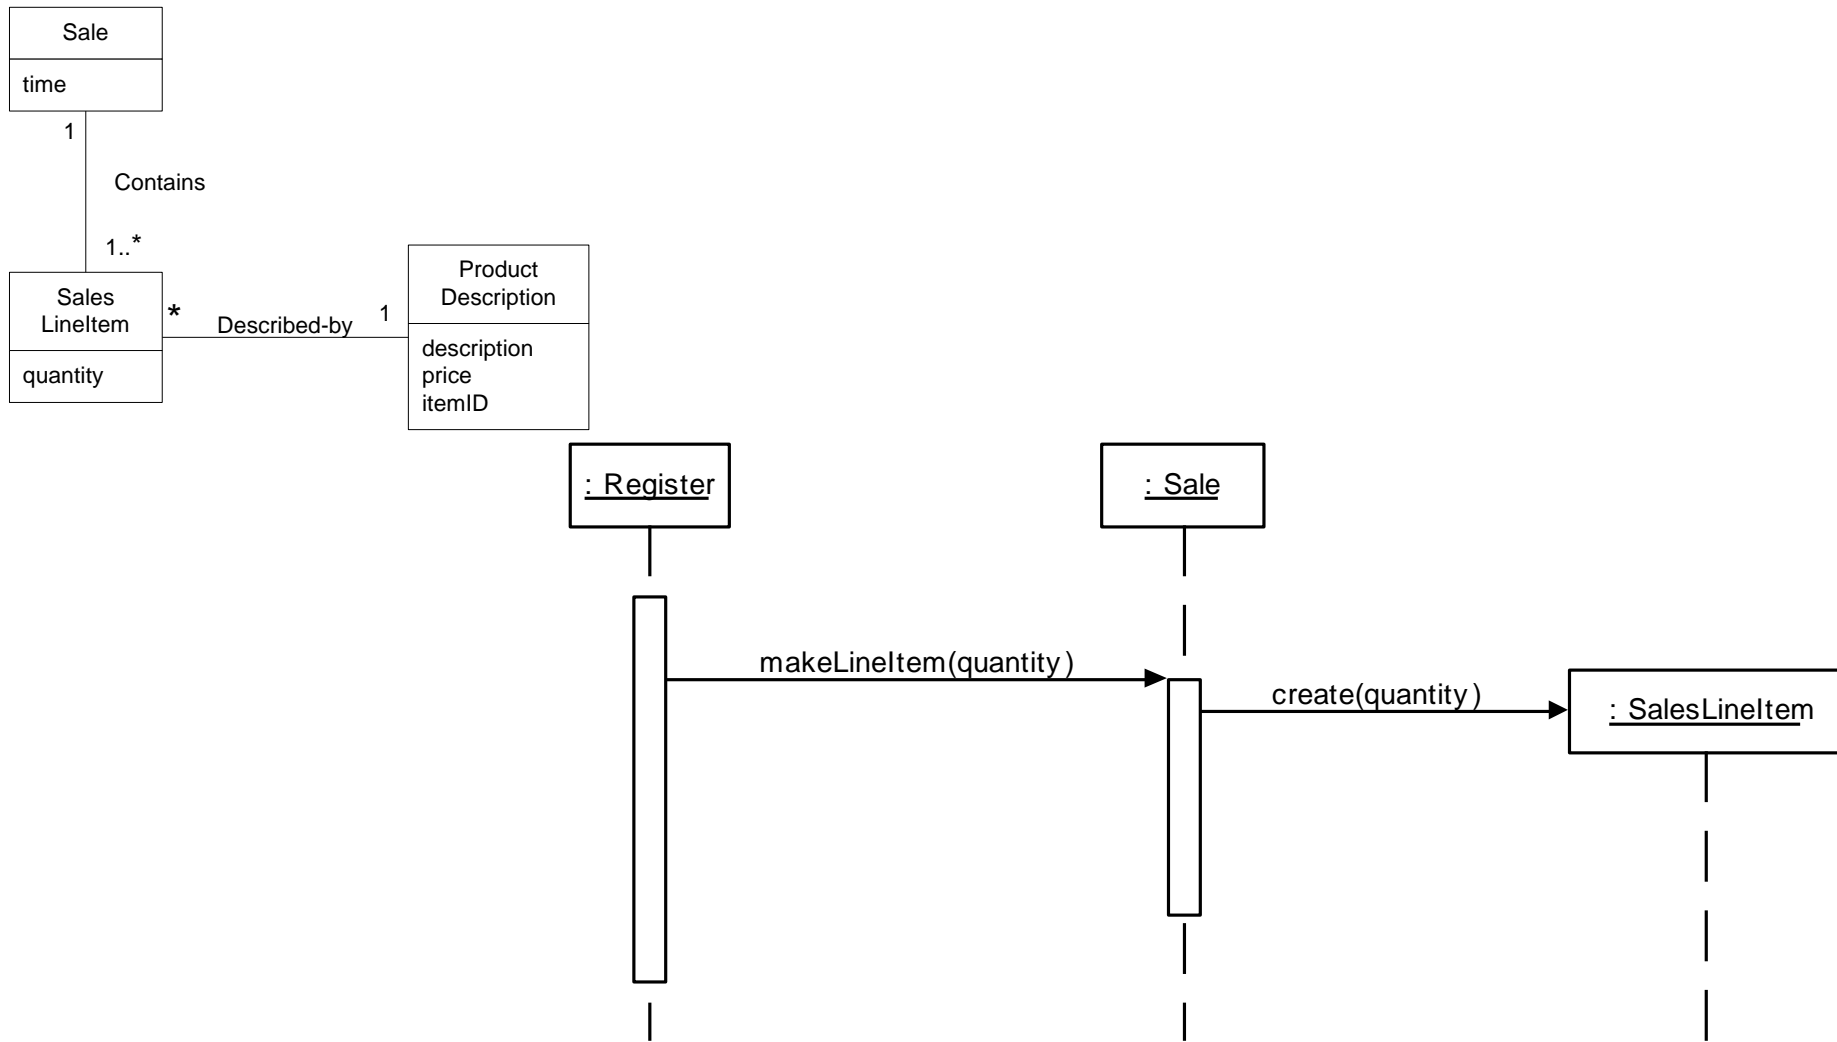 Sale
time
1
Contains
1..*
Sales
LineItem
quantity
*
Described-by
1
Product
Description
description
price
itemID
: Register
: Sale
makeLineItem(quantity)
create(quantity)
: SalesLineItem